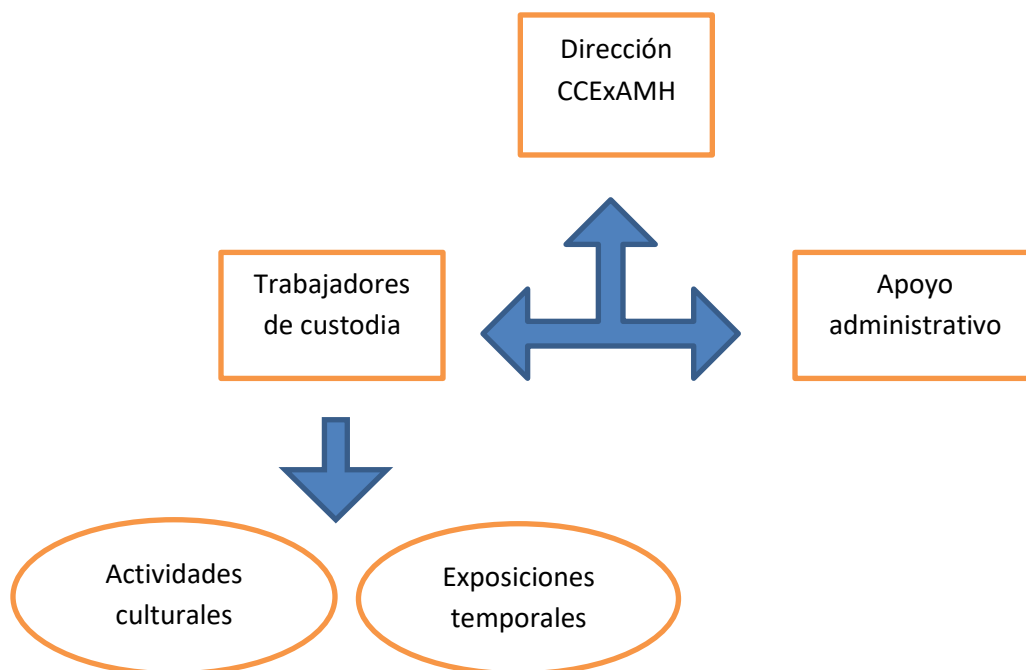 Dirección
CCExAMH
Trabajadores
de custodia
Apoyo
administrativo
Actividades
culturales
Exposiciones
temporales